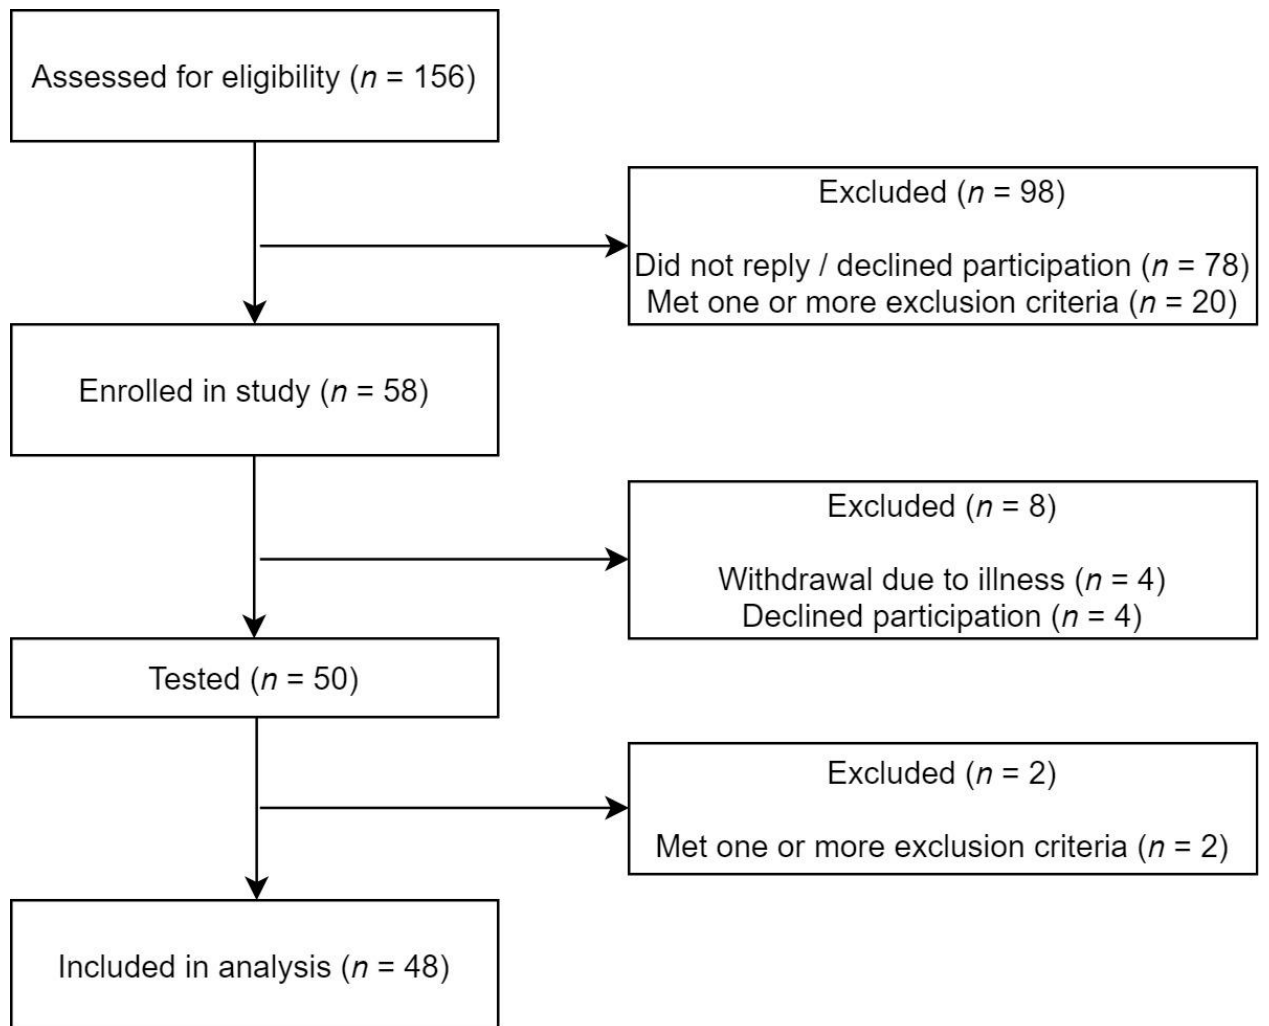 Assessed for eligibility (n = 156)
Excluded (n = 98)
Did not reply / declined participation (n = 78)
Met one or more exclusion criteria (n = 20)
Enrolled in study (n = 58)
Excluded (n = 8)
Withdrawal due to illness (n = 4)
Declined participation (n = 4)
Tested (n = 50)
Excluded (n = 2)
Met one or more exclusion criteria (n = 2)
Included in analysis (n = 48)